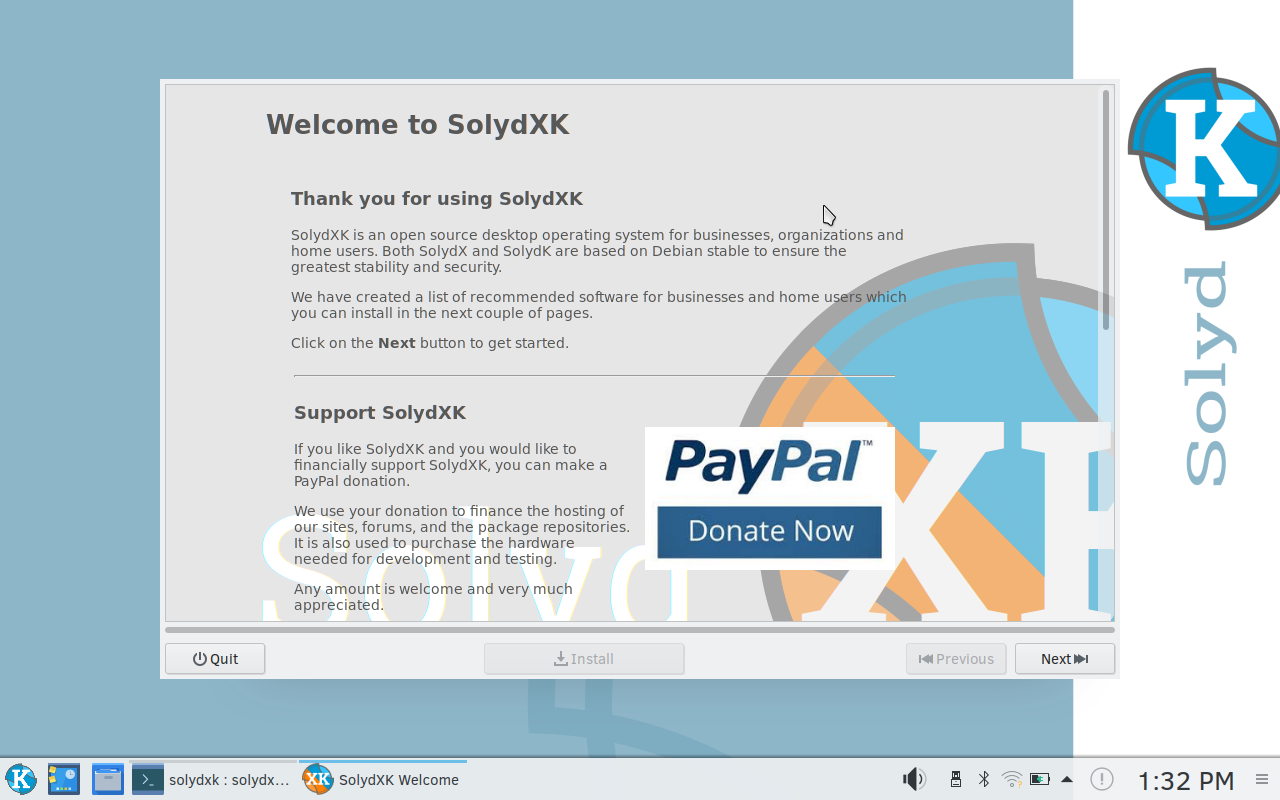 Welcome to SolydXK
Thank you for using SolydXK
SolydXK is an open source desktop operating system for businesses, organizations and
home users. Both SolydX and SolydK are based on Debian stable to ensure the
greatest stability and security.
We have created a list of recommended software for businesses and home users which
you can install in the next couple of pages.
Click on the Next button to get started.
Support SolydXK
If you like SolydXK and you would like to
financially support SolydXK, you can make a
PayPal donation.
We use your donation to finance the hosting of
our sites, forums, and the package repositories.
It is also used to purchase the hardware
needed for development and testing.
Any amount is welcome and very much
appreciated.
PayPal™
Donate Now
Solyd
XK
Quit
Install
Previous
Next
K
Solyd
K
solydxk : solydx...
XK
SolydXK Welcome
1:32 PM